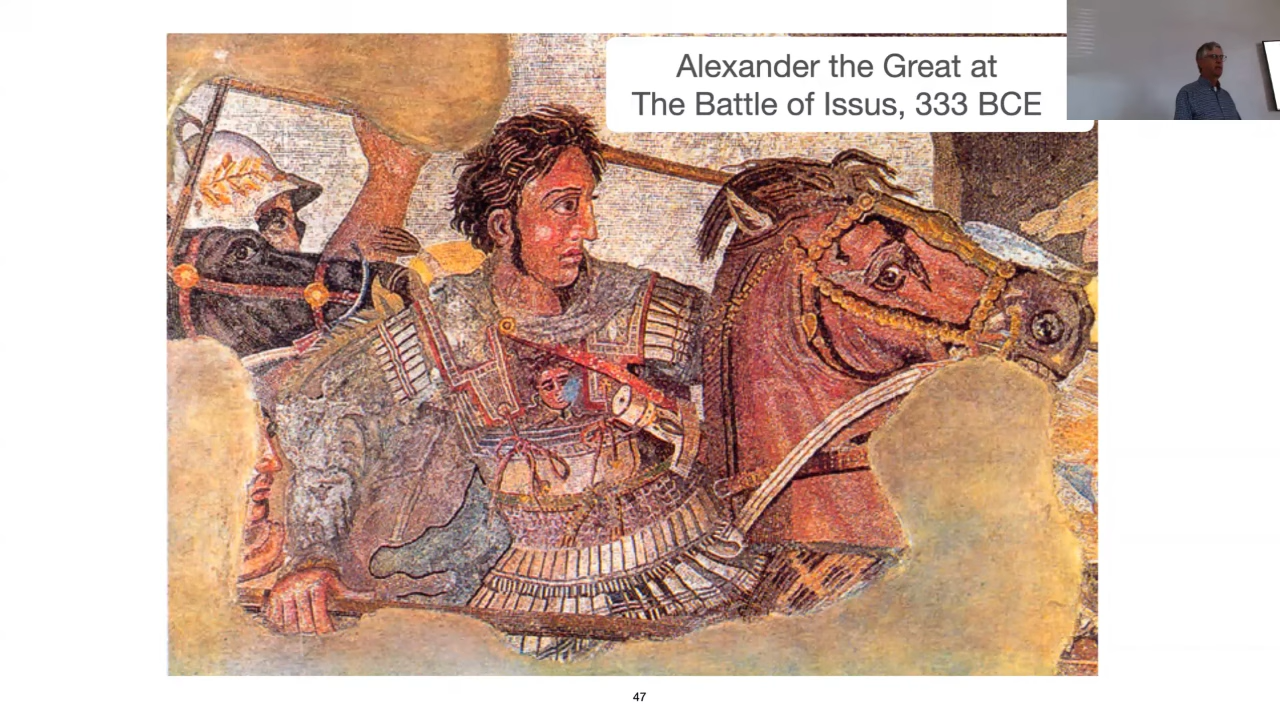 Alexander the Great at
The Battle of Issus, 333 BCE
47